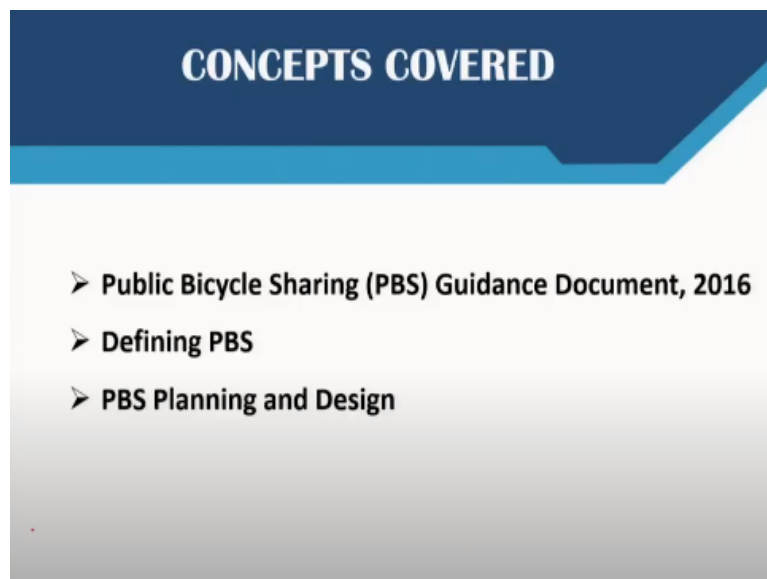 CONCEPTS COVERED
➢ Public Bicycle Sharing (PBS) Guidance Document, 2016
➢ Defining PBS
➢ PBS Planning and Design